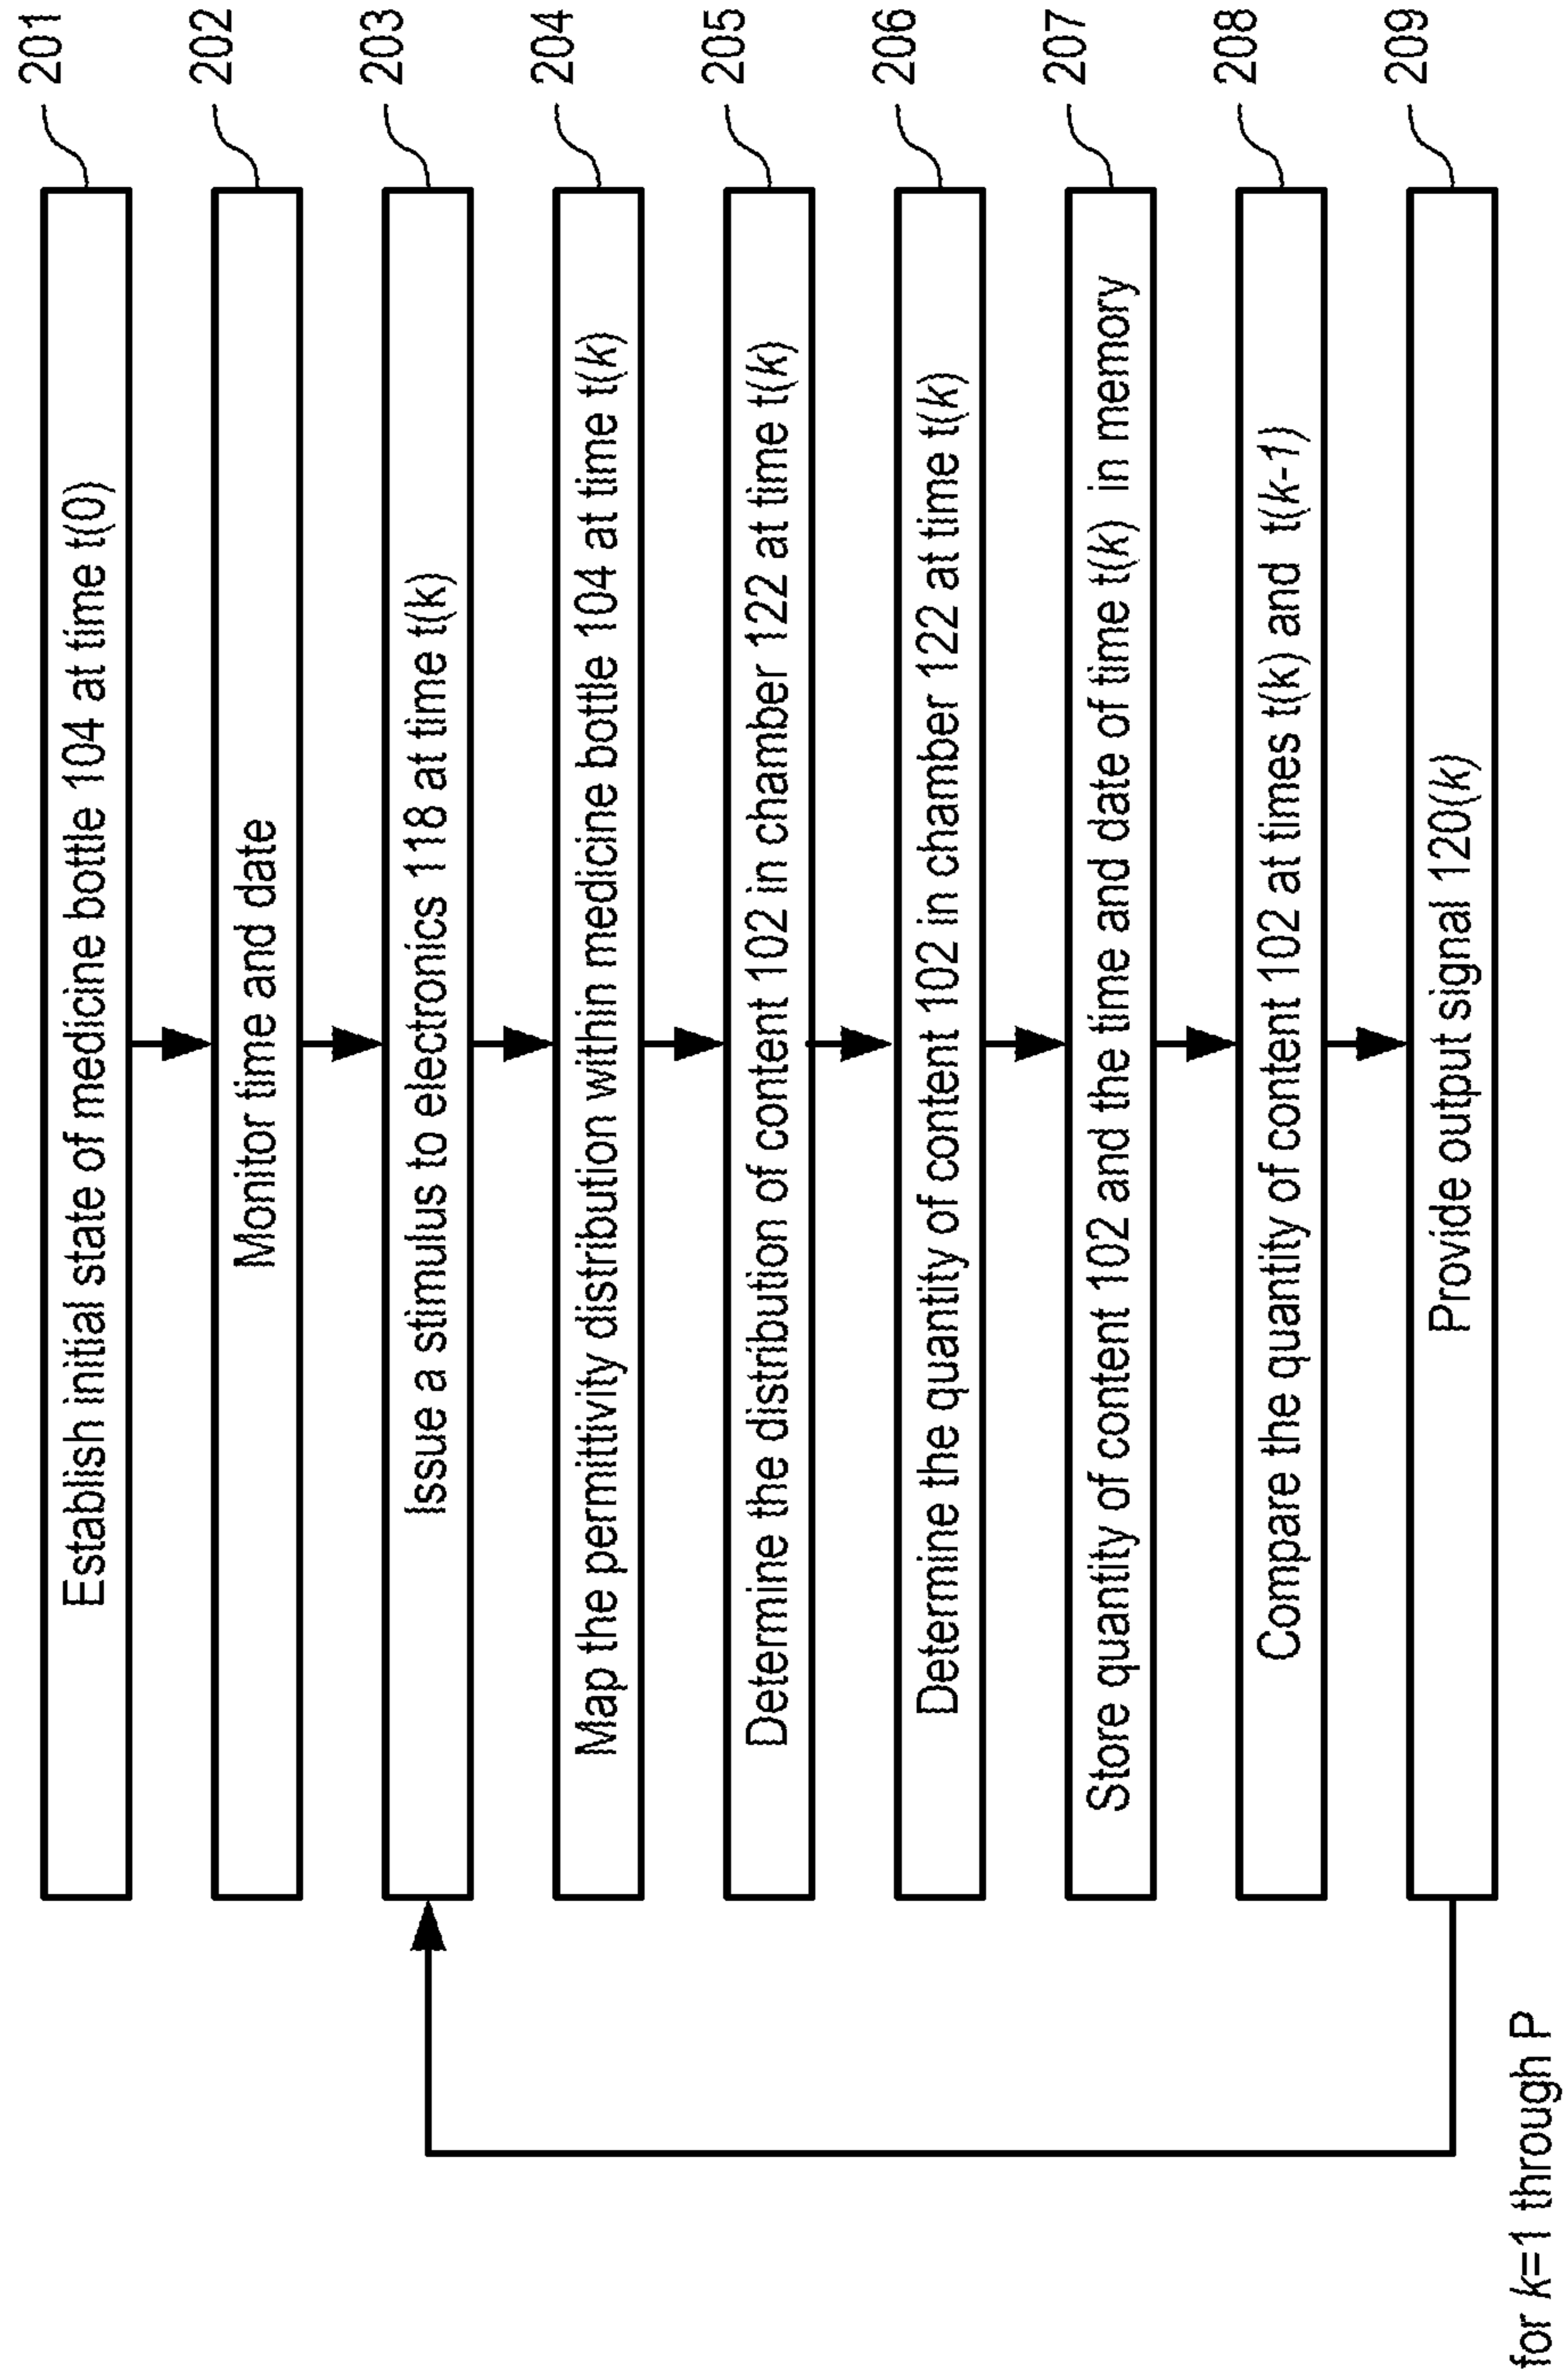 201
Establish initial state of medicine bottle 104 at time t(0)
202
Monitor time and date
203
Issue a stimulus to electronics 118 at time t(k)
204
Map the permittivity distribution within medicine bottle 104 at time t(k)
205
Determine the distribution of content 102 in chamber 122 at time t(k)
206
Determine the quantity of content 102 in chamber 122 at time t(k)
207
Store quantity of content 102 and the time and date of time t(k) in memory
208
Compare the quantity of content 102 at times t(k) and t(k-1)
209
Provide output signal 120(k)
for k=1 through P